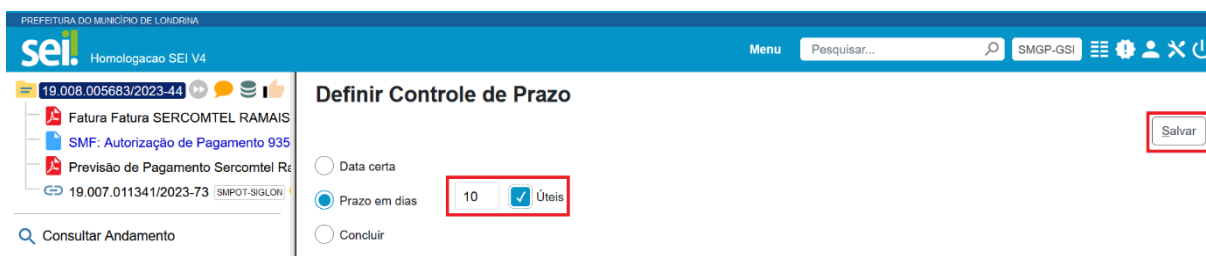 PREFEITURA DO MUNICÍPIO DE LONDRINA
sei! Homologacao SEI V4
Menu Pesquisar... SMGP-GSI
19.008.005683/2023-44
Fatura Fatura SERCOMTEL RAMAIS
SMF: Autorização de Pagamento 935
Previsão de Pagamento Sercomtel Ra
19.007.011341/2023-73 SMPOT-SIGLON
Consultar Andamento
Definir Controle de Prazo
Salvar
Data certa
Prazo em dias 10 Úteis
Concluir